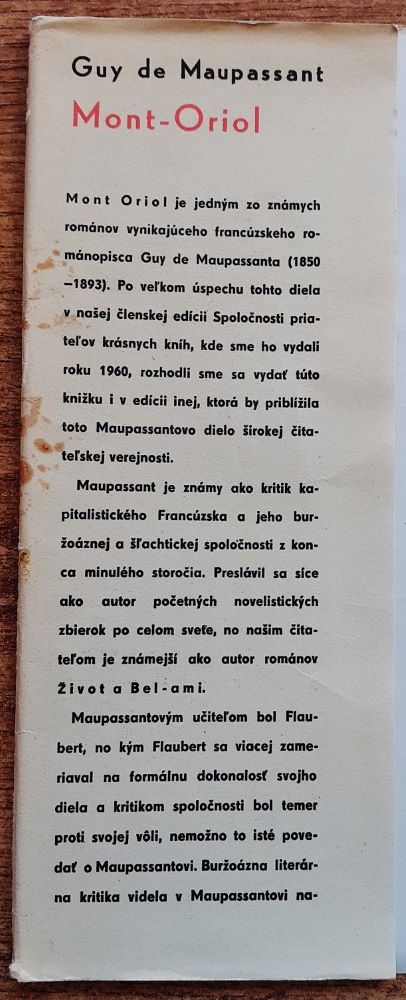 Guy de Maupassant
Mont-Oriol
Mont Oriol je jedným zo známych
románov vynikajúceho francúzskeho ro-
mánopisca Guy de Maupassanta (1850
–1893). Po veľkom úspechu tohto diela
v našej členskej edícii Spoločnosti pria-
teľov krásnych kníh, kde sme ho vydali
roku 1960, rozhodli sme sa vydať túto
knižku i v edícii inej, ktorá by priblížila
toto Maupassantovo dielo širokej čita-
teľskej verejnosti.
Maupassant je známy ako kritik ka-
pitalistického Francúzska a jeho bur-
žoáznej a šľachtickej spoločnosti z kon-
ca minulého storočia. Preslávil sa síce
ako autor početných novelistických
zbierok po celom svete, no našim čita-
teľom je známejší ako autor románov
Život a Bel-ami.
Maupassantovým učiteľom bol Flau-
bert, no kým Flaubert sa viacej zame-
riaval na formálnu dokonalosť svojho
diela a kritikom spoločnosti bol temer
proti svojej vôli, nemožno to isté pove-
dať o Maupassantovi. Buržoázna literár-
na kritika videla v Maupassantovi na-